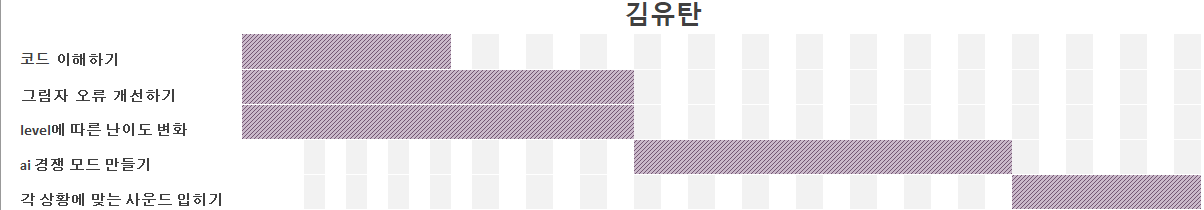 김유탄
코드 이해하기
그림자 오류 개선하기
level에 따른 난이도 변화
ai 경쟁 모드 만들기
각 상황에 맞는 사운드 입히기